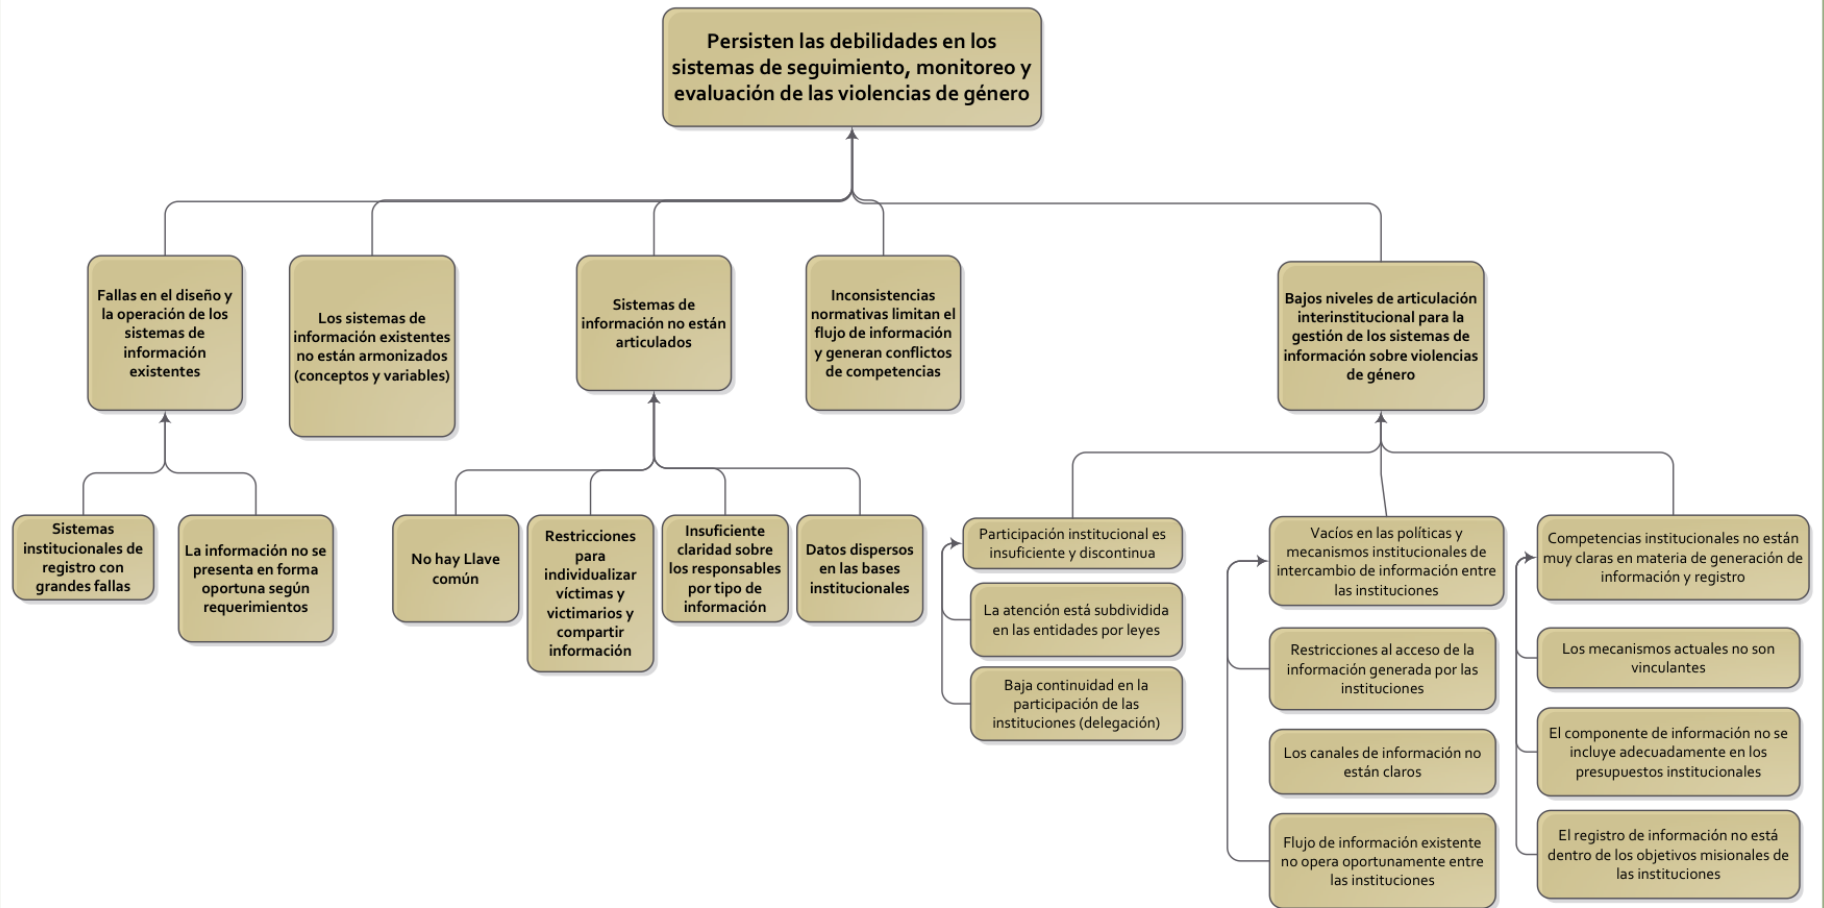 Persisten las debilidades en los
sistemas de seguimiento, monitoreo y
evaluación de las violencias de género
Fallas en el diseño y
la operación de los
sistemas de
información
existentes
Los sistemas de
información existentes
no están armonizados
(conceptos y variables)
Sistemas de
información no están
articulados
Inconsistencias
normativas limitan el
flujo de información
y generan conflictos
de competencias
Bajos niveles de articulación
interinstitucional para la
gestión de los sistemas de
información sobre violencias
de género
Sistemas
institucionales de
registro con
grandes fallas
La información no se
presenta en forma
oportuna según
requerimientos
No hay Llave
común
Restricciones
para
individualizar
víctimas y
victimarios y
compartir
información
Insuficiente
claridad sobre
los responsables
por tipo de
información
Datos dispersos
en las bases
institucionales
Participación institucional es
insuficiente y discontinua
La atención está subdividida
en las entidades por leyes
Baja continuidad en la
participación de las
instituciones (delegación)
Vacíos en las políticas y
mecanismos institucionales de
intercambio de información entre
las instituciones
Restricciones al acceso de la
información generada por las
instituciones
Los canales de información no
están claros
Flujo de información existente
no opera oportunamente entre
las instituciones
Competencias institucionales no están
muy claras en materia de generación de
información y registro
Los mecanismos actuales no son
vinculantes
El componente de información no se
incluye adecuadamente en los
presupuestos institucionales
El registro de información no está
dentro de los objetivos misionales de
las instituciones